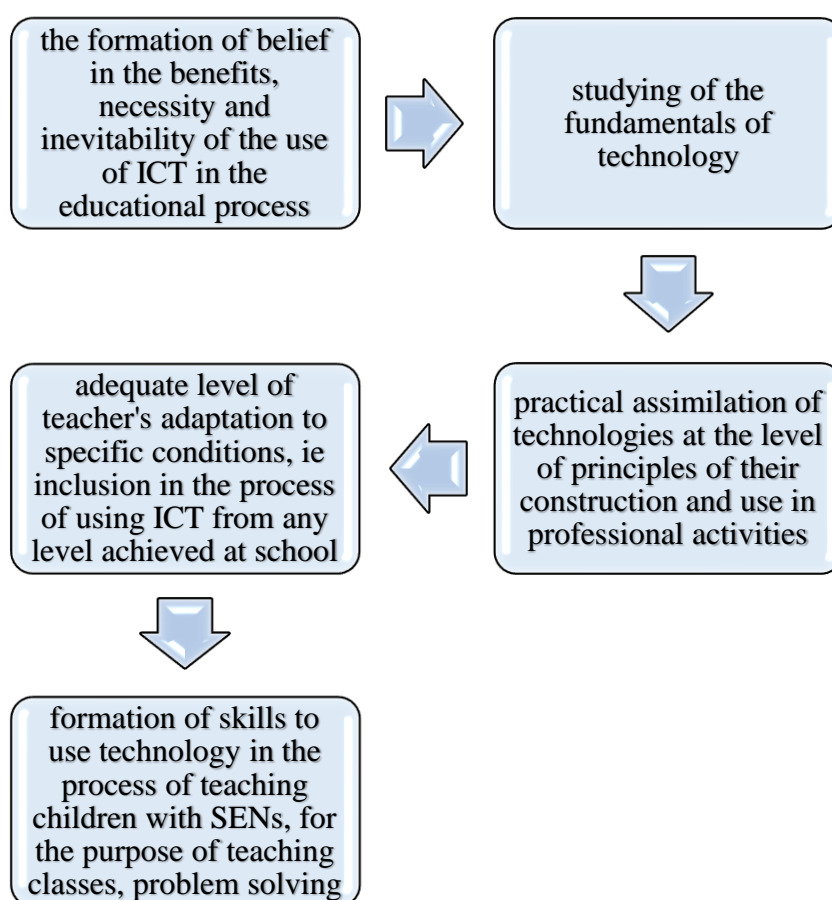 the formation of belief
in the benefits,
necessity and
inevitability of the use
of ICT in the
educational process
studying of the
fundamentals of
technology
practical assimilation of
technologies at the level
of principles of their
construction and use in
professional activities
adequate level of
teacher's adaptation to
specific conditions, ie
inclusion in the process
of using ICT from any
level achieved at school
formation of skills to
use technology in the
process of teaching
children with SENs, for
the purpose of teaching
classes, problem solving